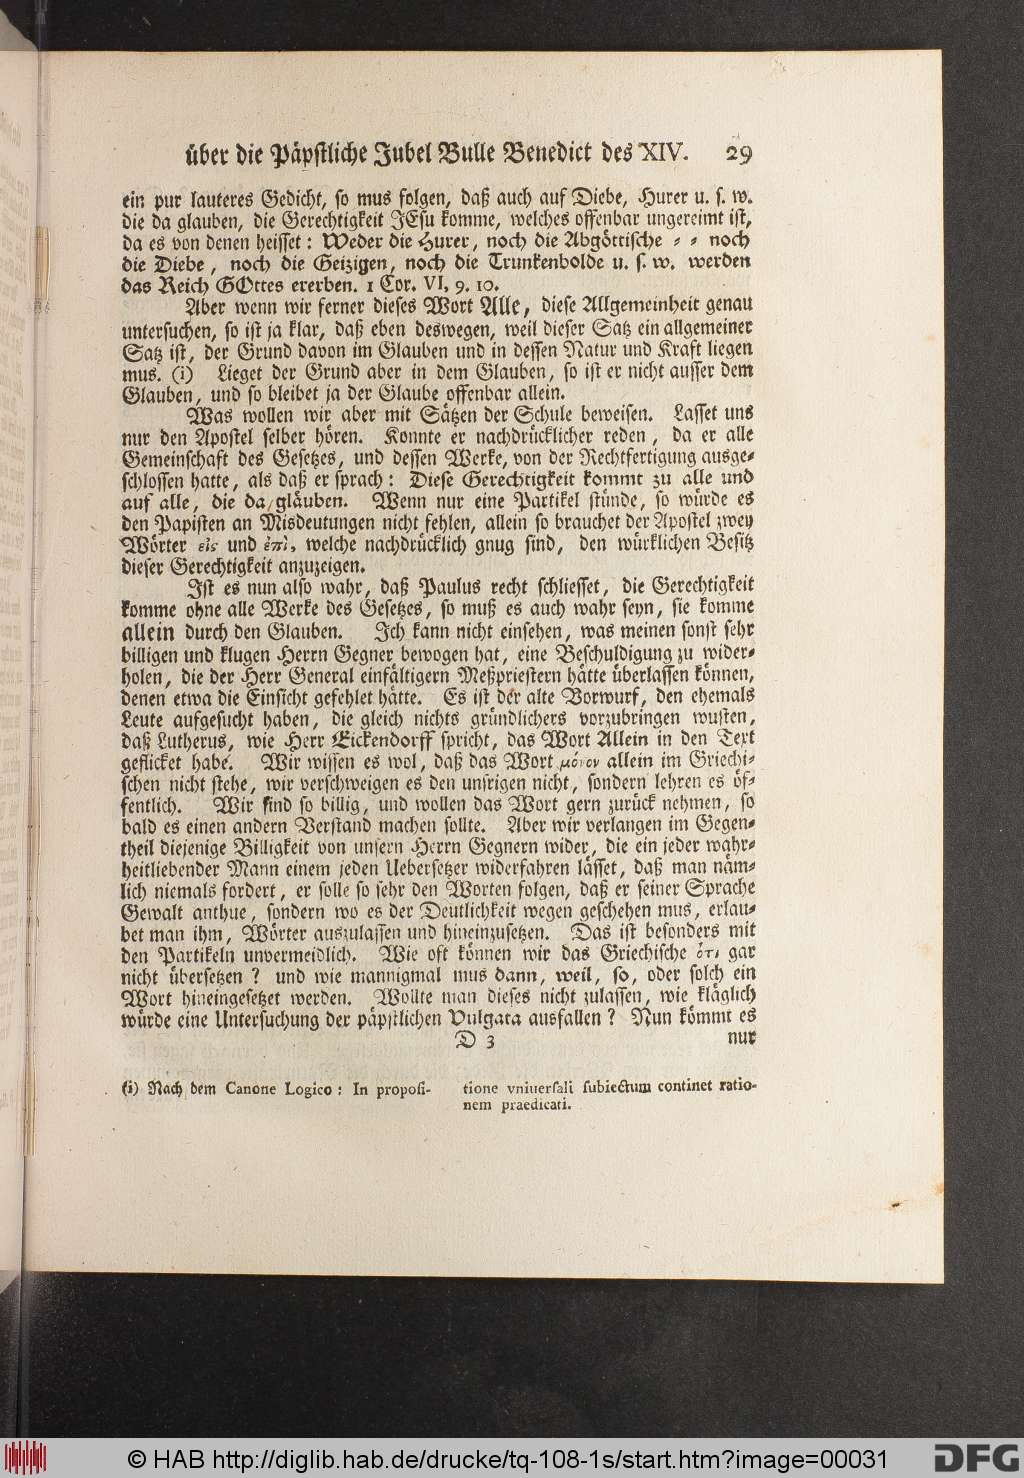 über die Päpstliche Jubel Bulle Benedict des XIV. 29
ein pur lauteres Gedicht, so mus folgen, daß auch auf Diebe, Hurer u. s. w.
die da glauben, die Gerechtigkeit JEsu komme, welches offenbar ungereimt ist,
da es von denen heisset: Weder die Hurer, noch die Abgöttische ⸗ ⸗ noch
die Diebe, noch die Geizigen, noch die Trunkenbolde u. s. w. werden
das Reich GOttes ererben. 1 Cor. VI, 9. 10.
Aber wenn wir ferner dieses Wort Alle, diese Allgemeinheit genau
untersuchen, so ist ja klar, daß eben deswegen, weil dieser Satz ein allgemeiner
Satz ist, der Grund davon im Glauben und in dessen Natur und Kraft liegen
mus. (i) Lieget der Grund aber in dem Glauben, so ist er nicht ausser dem
Glauben, und so bleibet ja der Glaube offenbar allein.
Was wollen wir aber mit Sätzen der Schule beweisen. Lasset uns
nur den Apostel selber hören. Konnte er nachdrücklicher reden, da er alle
Gemeinschaft des Gesetzes, und dessen Werke, von der Rechtfertigung ausge⸗
schlossen hatte, als daß er sprach: Diese Gerechtigkeit kommt zu alle und
auf alle, die da gläuben. Wenn nur eine Partikel stünde, so würde es
den Papisten an Misdeutungen nicht fehlen, allein so brauchet der Apostel zwey
Wörter εἰς und ἐπὶ, welche nachdrücklich gnug sind, den würklichen Besitz
dieser Gerechtigkeit anzuzeigen.
Ist es nun also wahr, daß Paulus recht schliesset, die Gerechtigkeit
komme ohne alle Werke des Gesetzes, so muß es auch wahr seyn, sie komme
allein durch den Glauben. Ich kann nicht einsehen, was meinen sonst sehr
billigen und klugen Herrn Gegner bewogen hat, eine Beschuldigung zu wider⸗
holen, die der Herr General einfältigern Meßpriestern hätte überlassen können,
denen etwa die Einsicht gefehlet hätte. Es ist der alte Vorwurf, den ehemals
Leute aufgesucht haben, die gleich nichts gründlichers vorzubringen wusten,
daß Lutherus, wie Herr Eickendorff spricht, das Wort Allein in den Text
geflicket habe. Wir wissen es wol, daß das Wort μόνον allein im Griechi⸗
schen nicht stehe, wir verschweigen es den unsrigen nicht, sondern lehren es öf⸗
fentlich. Wir sind so billig, und wollen das Wort gern zurück nehmen, so
bald es einen andern Verstand machen sollte. Aber wir verlangen im Gegen⸗
theil diejenige Billigkeit von unsern Herrn Gegnern wider, die ein jeder wahr⸗
heitliebender Mann einem jeden Uebersetzer widerfahren lässet, daß man näm⸗
lich niemals fordert, er solle so sehr den Worten folgen, daß er seiner Sprache
Gewalt anthue, sondern wo es der Deutlichkeit wegen geschehen mus, erlau⸗
bet man ihm, Wörter auszulassen und hineinzusetzen. Das ist besonders mit
den Partikeln unvermeidlich. Wie oft können wir das Griechische ὅτι gar
nicht übersetzen? und wie mannigmal mus dann, weil, so, oder solch ein
Wort hineingesetzet werden. Wollte man dieses nicht zulassen, wie kläglich
würde eine Untersuchung der päpstlichen Vulgata ausfallen? Nun kömmt es
D 3 nur
(i) Nach dem Canone Logico: In proposi-
tione vniuersali subiectum continet ratio-
nem praedicati.
© HAB http://diglib.hab.de/drucke/tq-108-1s/start.htm?image=00031
DFG